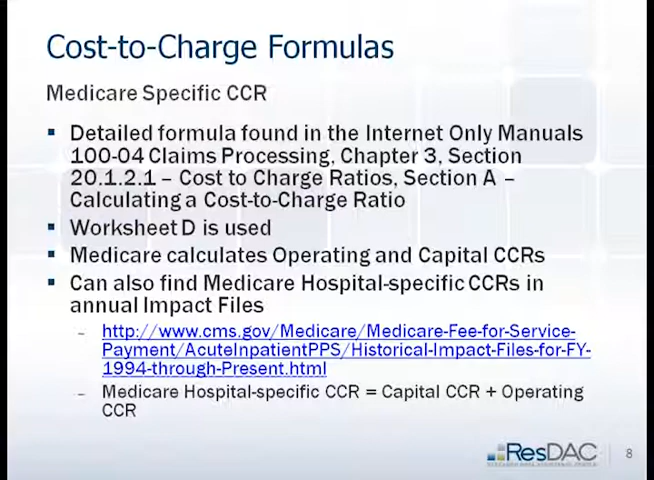 Cost-to-Charge Formulas
Medicare Specific CCR
▪ Detailed formula found in the Internet Only Manuals
100-04 Claims Processing, Chapter 3, Section
20.1.2.1 – Cost to Charge Ratios, Section A –
Calculating a Cost-to-Charge Ratio
▪ Worksheet D is used
▪ Medicare calculates Operating and Capital CCRs
▪ Can also find Medicare Hospital-specific CCRs in
annual Impact Files
– http://www.cms.gov/Medicare/Medicare-Fee-for-Service-
Payment/AcuteInpatientPPS/Historical-Impact-Files-for-FY-
1994-through-Present.html
– Medicare Hospital-specific CCR = Capital CCR + Operating
CCR
ResDAC
8